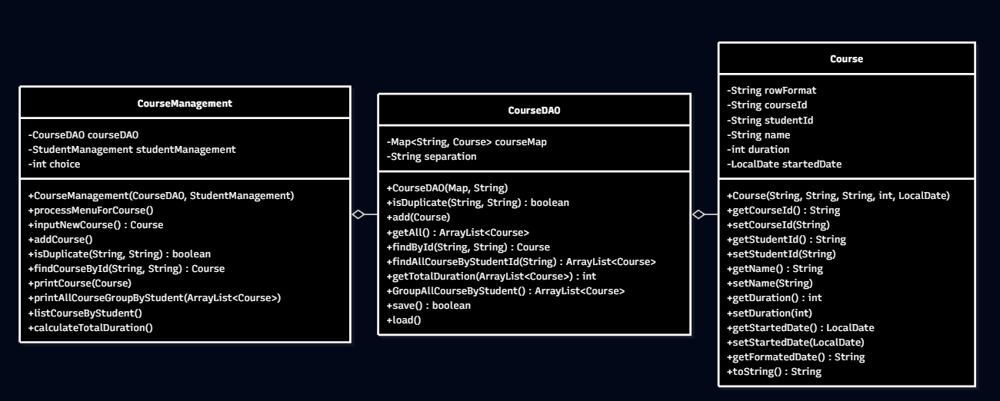 CourseManagement
-CourseDAO courseDAO
-StudentManagement studentManagement
-int choice
+CourseManagement(CourseDAO, StudentManagement)
+processMenuForCourse()
+inputNewCourse() : Course
+addCourse()
+isDuplicate(String, String) : boolean
+findCourseById(String, String) : Course
+printCourse(Course)
+printAllCourseGroupByStudent(ArrayList<Course>)
+listCourseByStudent()
+calculateTotalDuration()
CourseDAO
-Map<String, Course> courseMap
-String separation
+CourseDAO(Map, String)
+isDuplicate(String, String) : boolean
+add(Course)
+getAll() : ArrayList<Course>
+findById(String, String) : Course
+findAllCourseByStudentId(String) : ArrayList<Course>
+getTotalDuration(ArrayList<Course>) : int
+GroupAllCourseByStudent() : ArrayList<Course>
+save() : boolean
+load()
Course
-String rowFormat
-String courseId
-String studentId
-String name
-int duration
-LocalDate startedDate
+Course(String, String, String, int, LocalDate)
+getCourseId() : String
+setCourseId(String)
+getStudentId() : String
+setStudentId(String)
+getName() : String
+setName(String)
+getDuration() : int
+setDuration(int)
+getStartedDate() : LocalDate
+setStartedDate(LocalDate)
+getFormatedDate() : String
+toString() : String